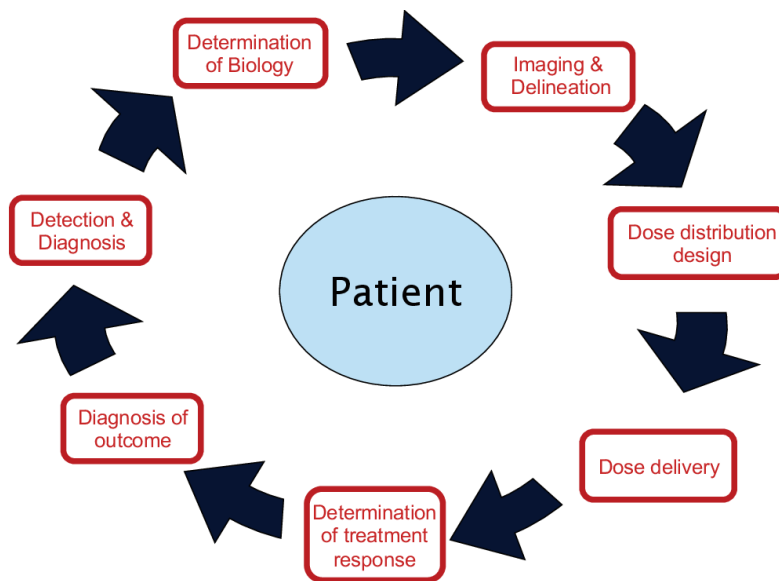 Determination
of Biology
Imaging &
Delineation
Dose distribution
design
Dose delivery
Determination
of treatment
response
Diagnosis of
outcome
Detection &
Diagnosis
Patient